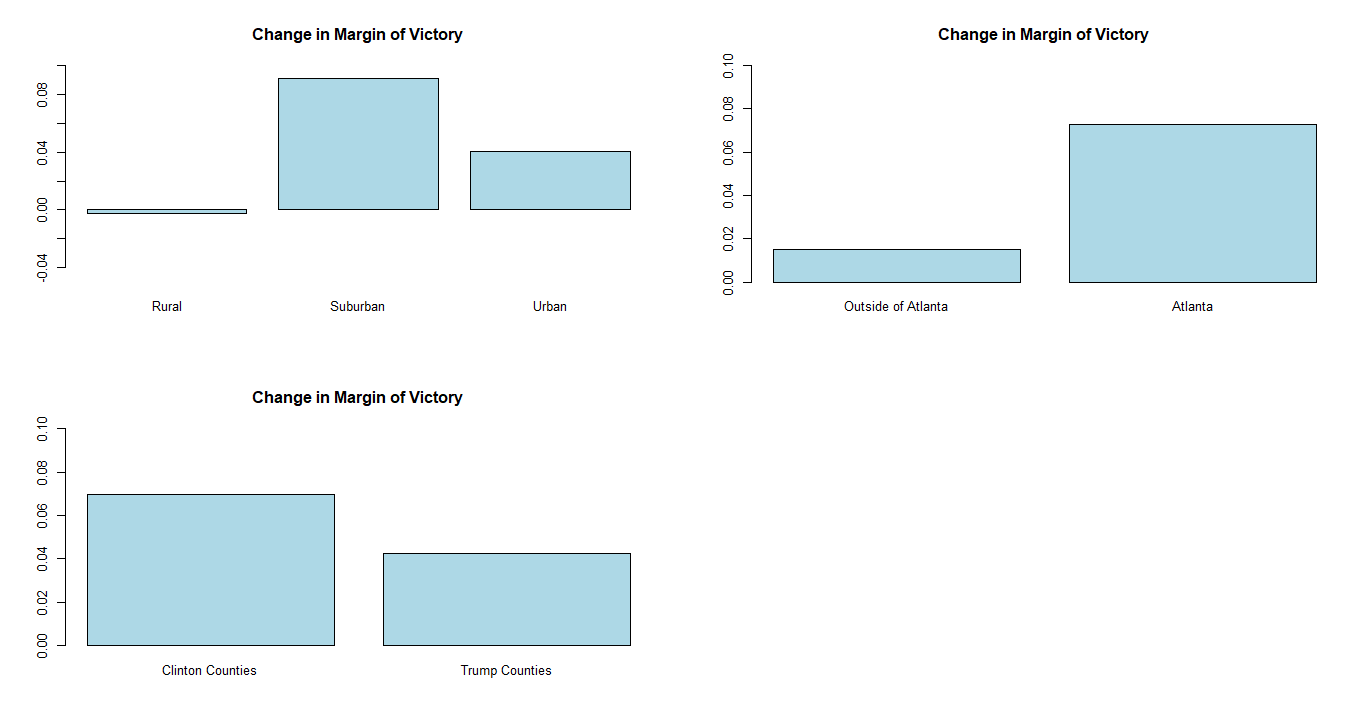 Change in Margin of Victory
0.08
0.04
0.00
-0.04
Rural Suburban Urban
Change in Margin of Victory
0.10
0.08
0.06
0.04
0.02
0.00
Outside of Atlanta Atlanta
Change in Margin of Victory
0.10
0.08
0.06
0.04
0.02
0.00
Clinton Counties Trump Counties